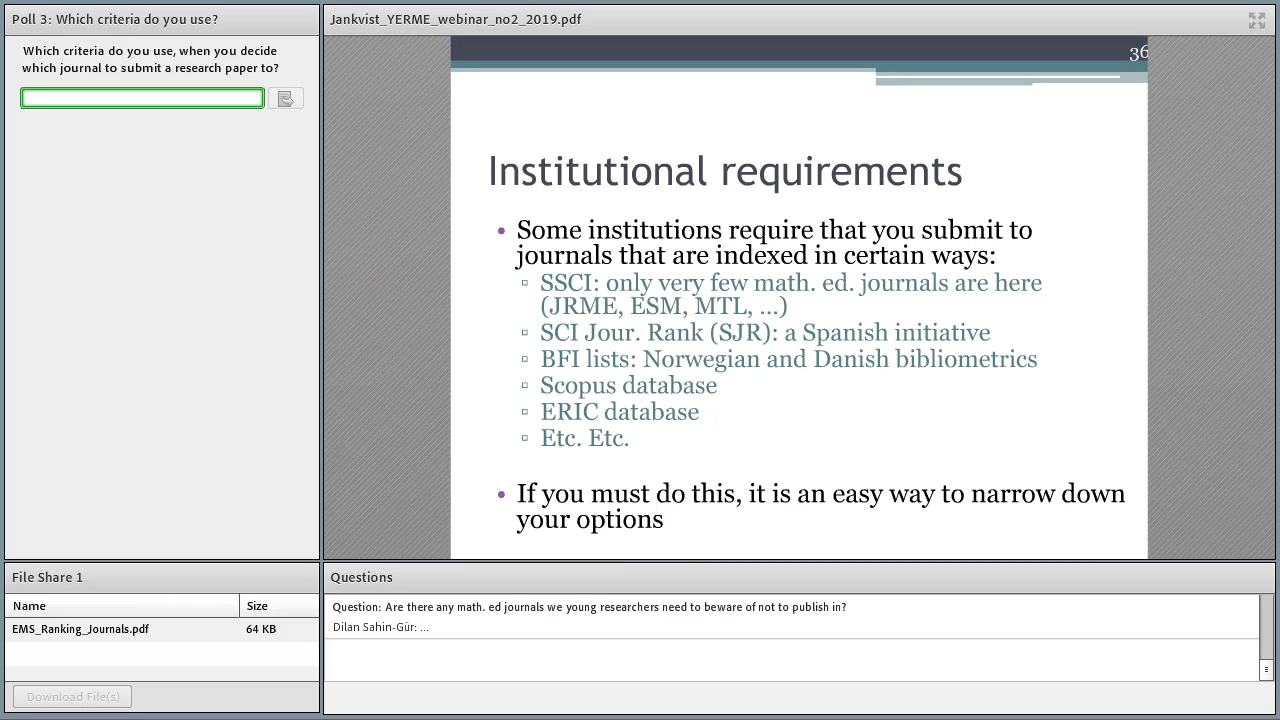 Poll 3: Which criteria do you use?
Which criteria do you use, when you decide
which journal to submit a research paper to?
Jankvist_YERME_webinar_no2_2019.pdf
36
Institutional requirements
• Some institutions require that you submit to
journals that are indexed in certain ways:
▫ SSCI: only very few math. ed. journals are here
(JRME, ESM, MTL, ...)
▫ SCI Jour. Rank (SJR): a Spanish initiative
▫ BFI lists: Norwegian and Danish bibliometrics
▫ Scopus database
▫ ERIC database
▫ Etc. Etc.
• If you must do this, it is an easy way to narrow down
your options
File Share 1
Name Size
EMS_Ranking_Journals.pdf 64 KB
Download File(s)
Questions
Question: Are there any math. ed journals we young researchers need to beware of not to publish in?
Dilan Sahin-Gür: ...